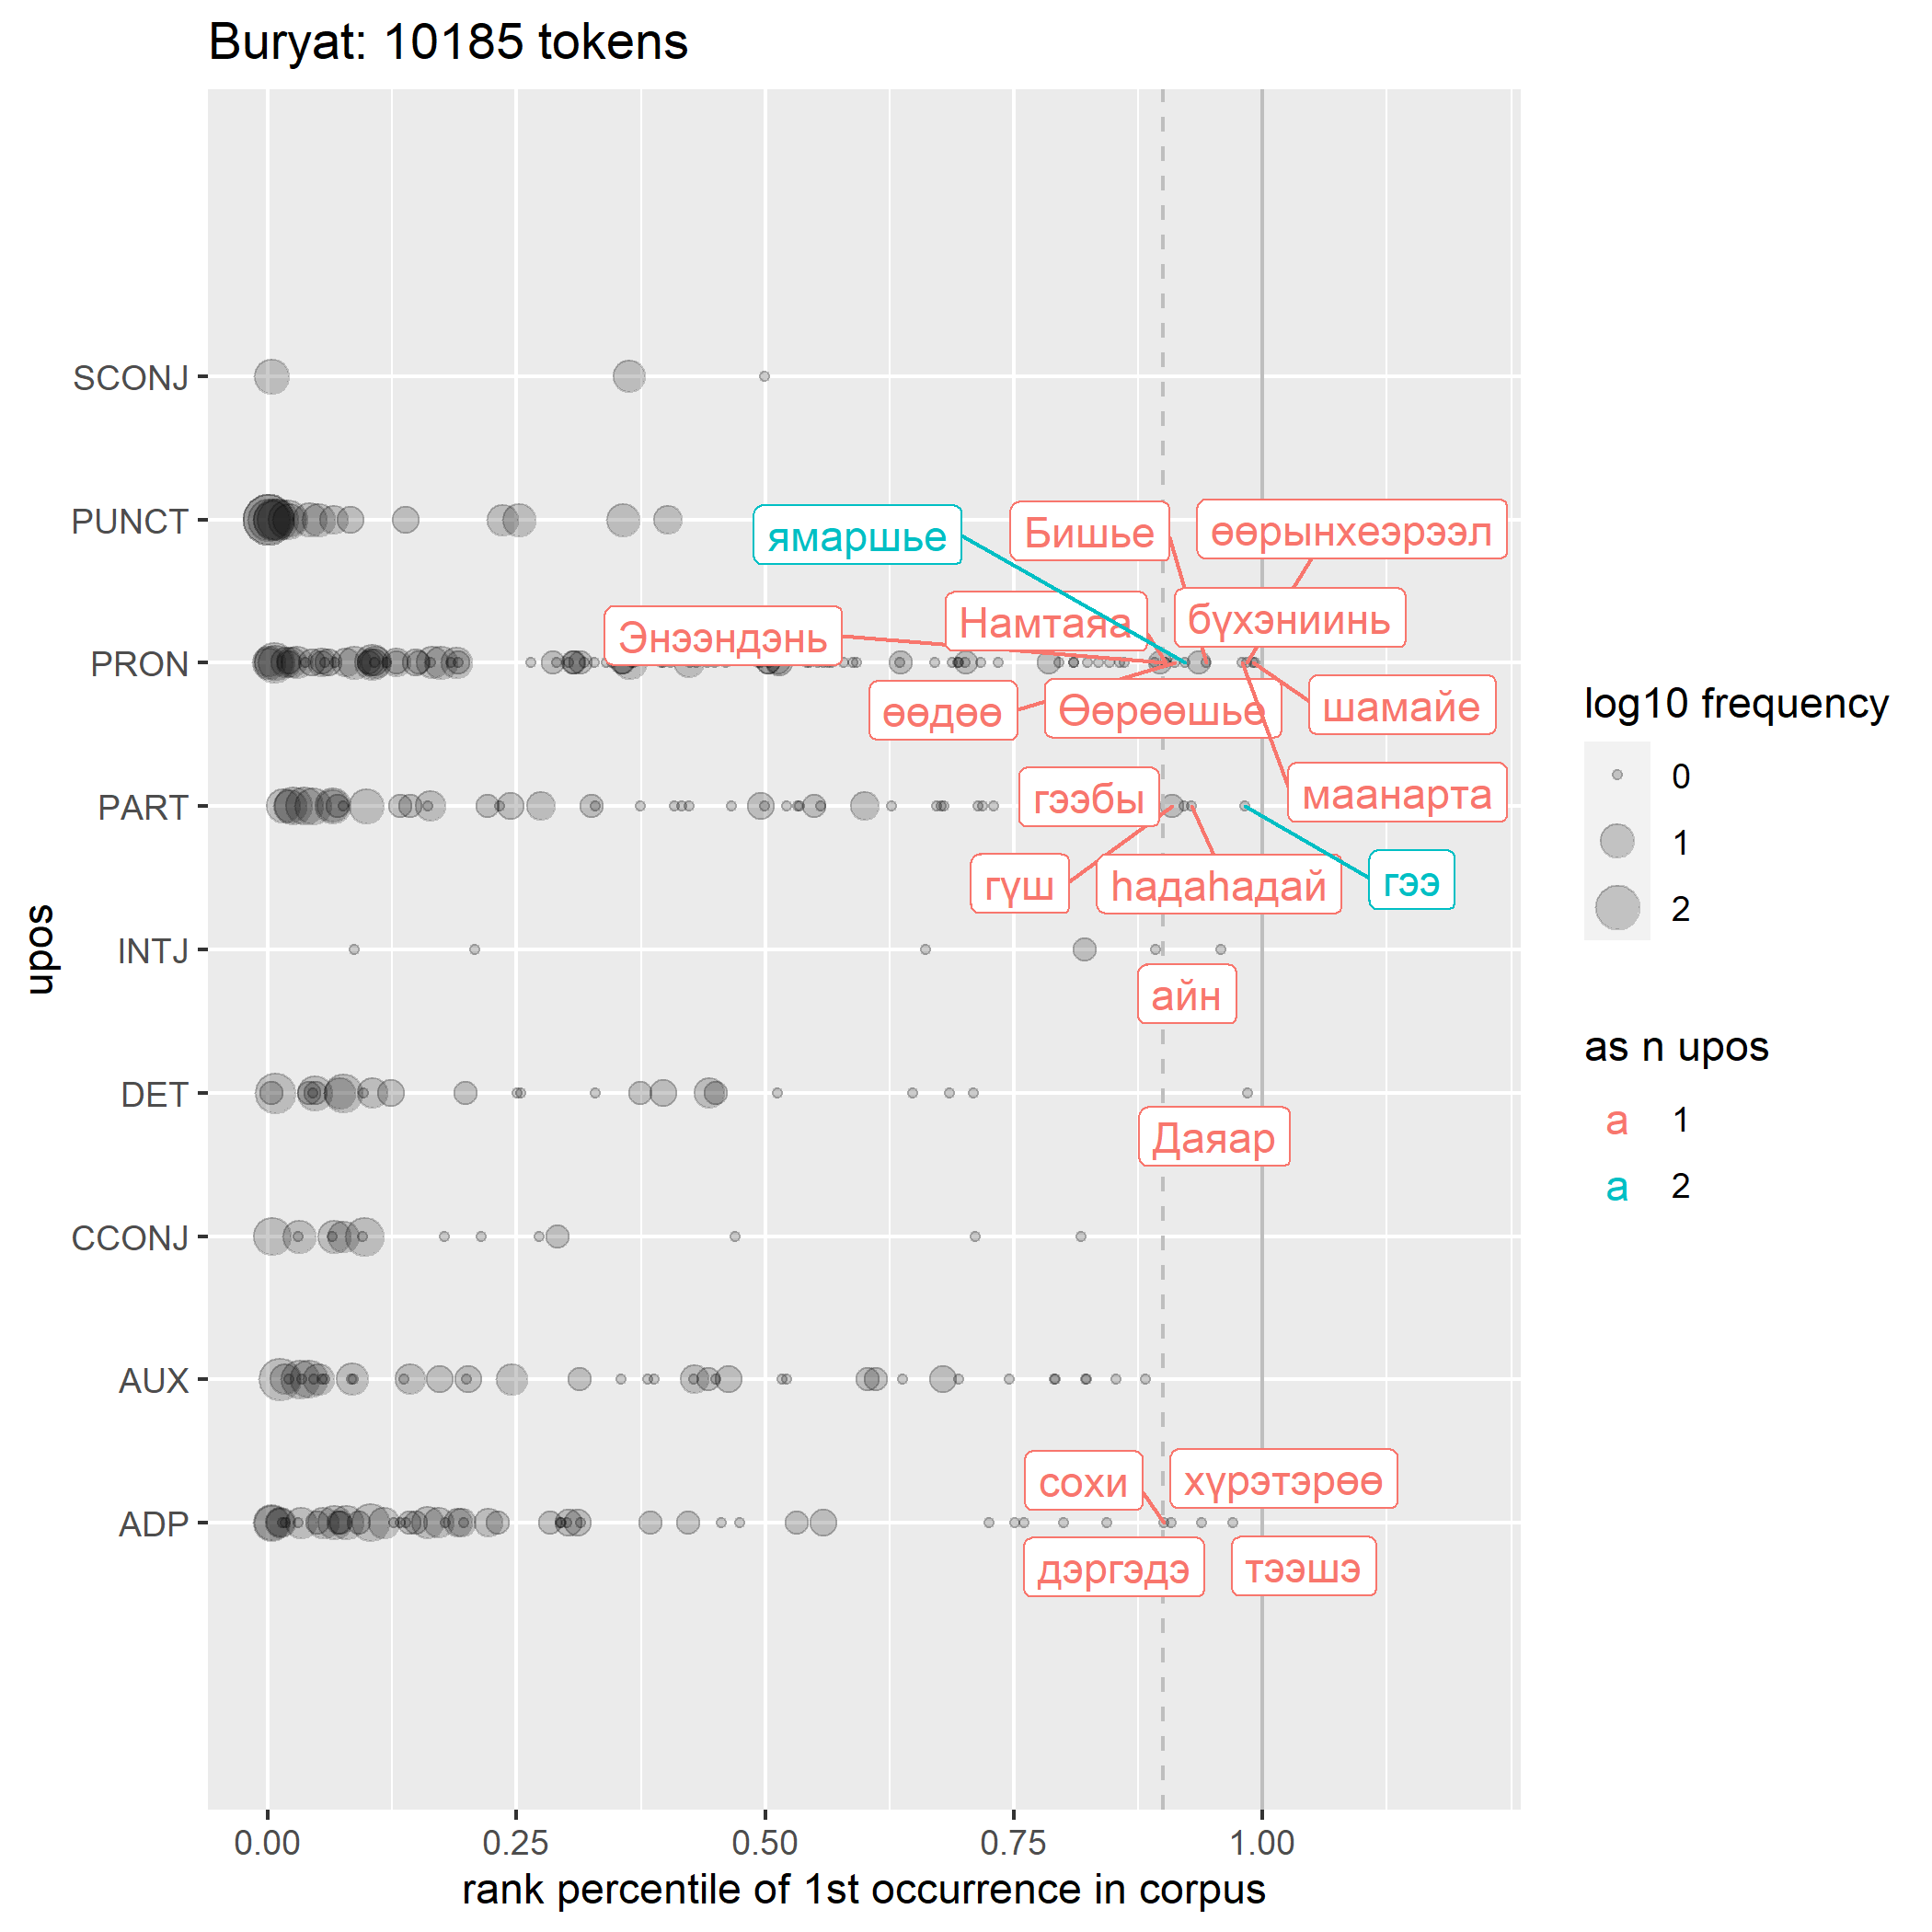 Buryat: 10185 tokens
SCONJ
PUNCT
ямаршье
Бишье
өөрынхеэрээл
Энээндэнь
Намтаяа
бүхэниинь
PRON
өөдөө
Өөрөөшье
шамайе
PART
гээбы
маанарта
гүш
һадаһадай
гээ
INTJ
айн
DET
Даяар
CCONJ
AUX
сохи
хүрэтэрөө
ADP
дэргэдэ
тээшэ
upos
0.00
0.25
0.50
0.75
1.00
rank percentile of 1st occurrence in corpus
log10 frequency
0
1
2
as n upos
a 1
a 2